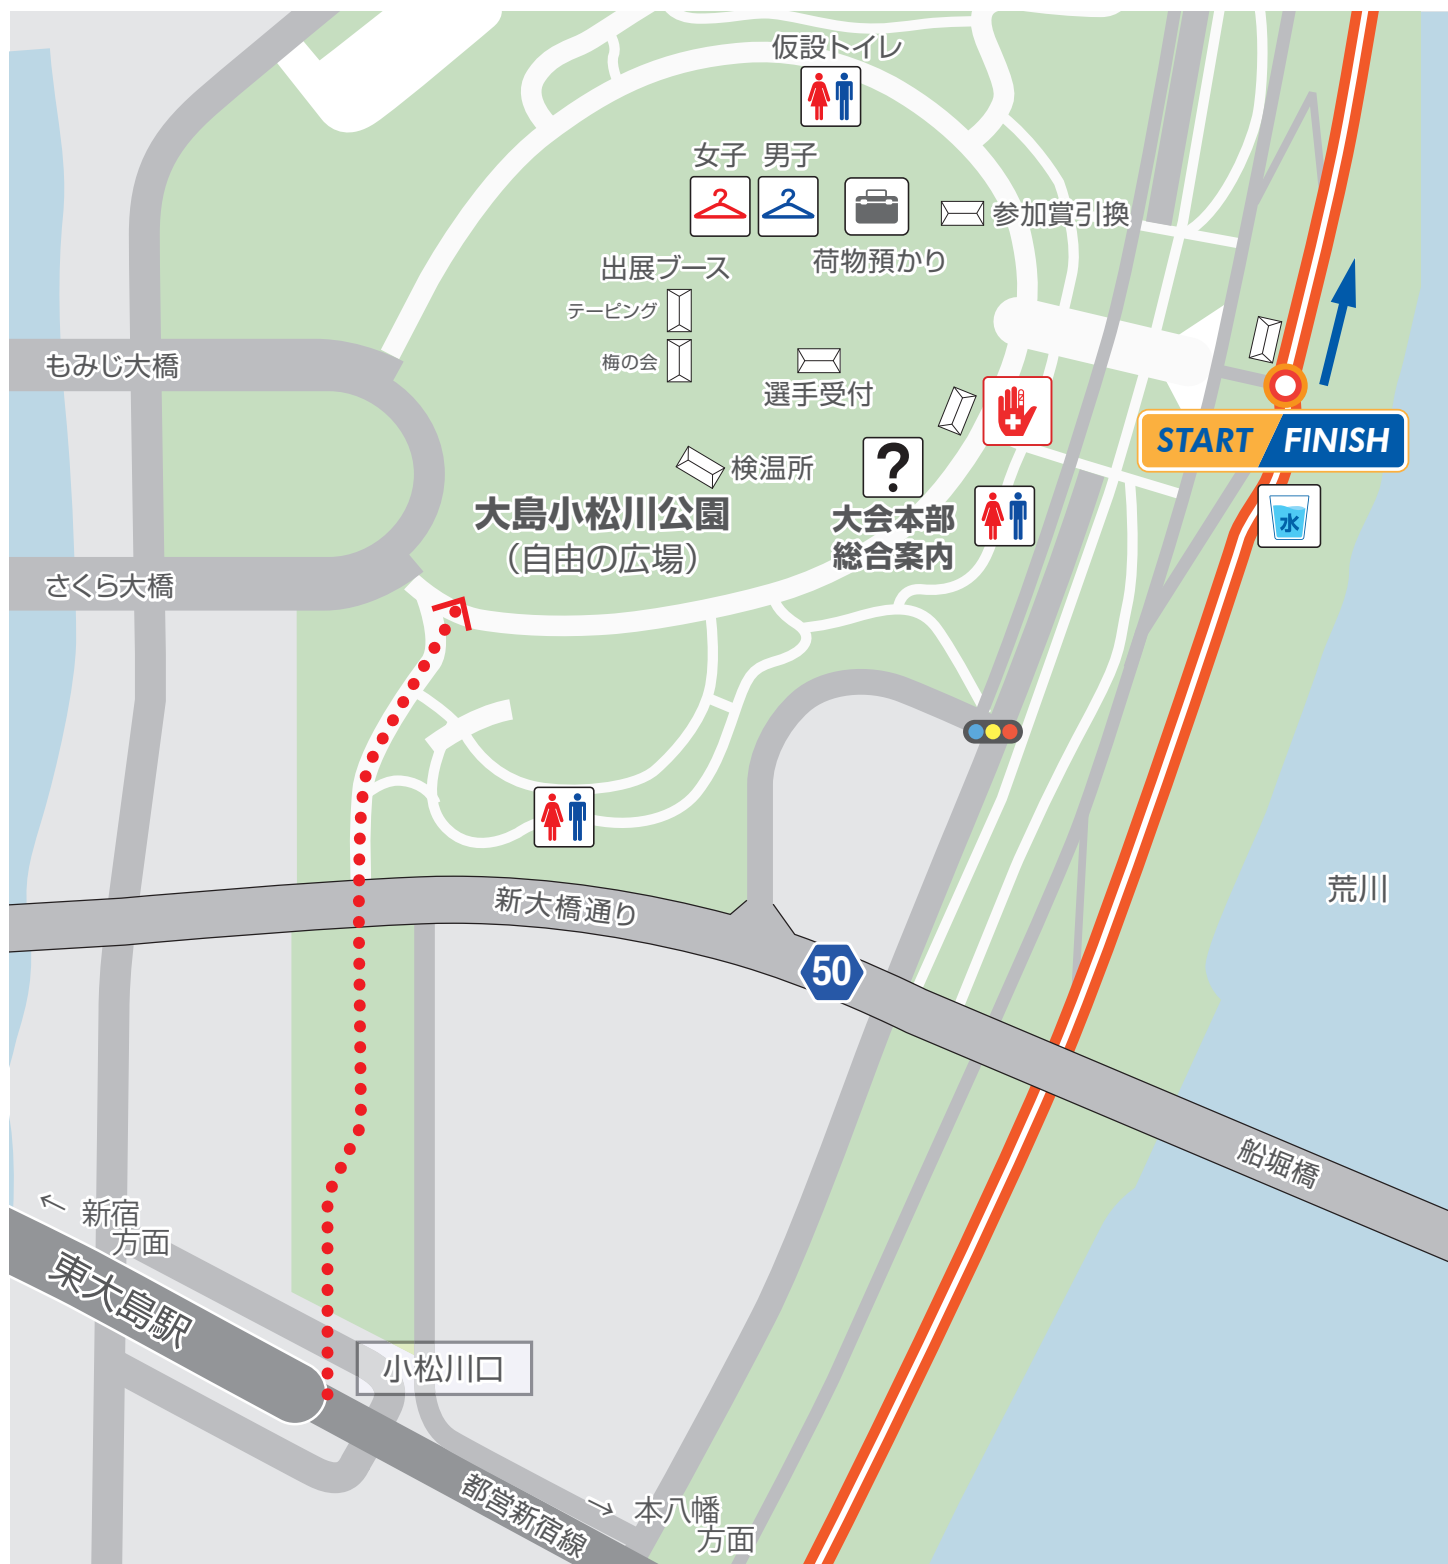 仮設トイレ
女子
男子
参加賞引換
荷物預かり
出展ブース
テーピング
梅の会
もみじ大橋
選手受付
START
FINISH
検温所
?
大島小松川公園
（自由の広場）
大会本部
総合案内
水
さくら大橋
荒川
新大橋通り
50
船堀橋
← 新宿
方面
東大島駅
小松川口
都営新宿線
→ 本八幡
方面